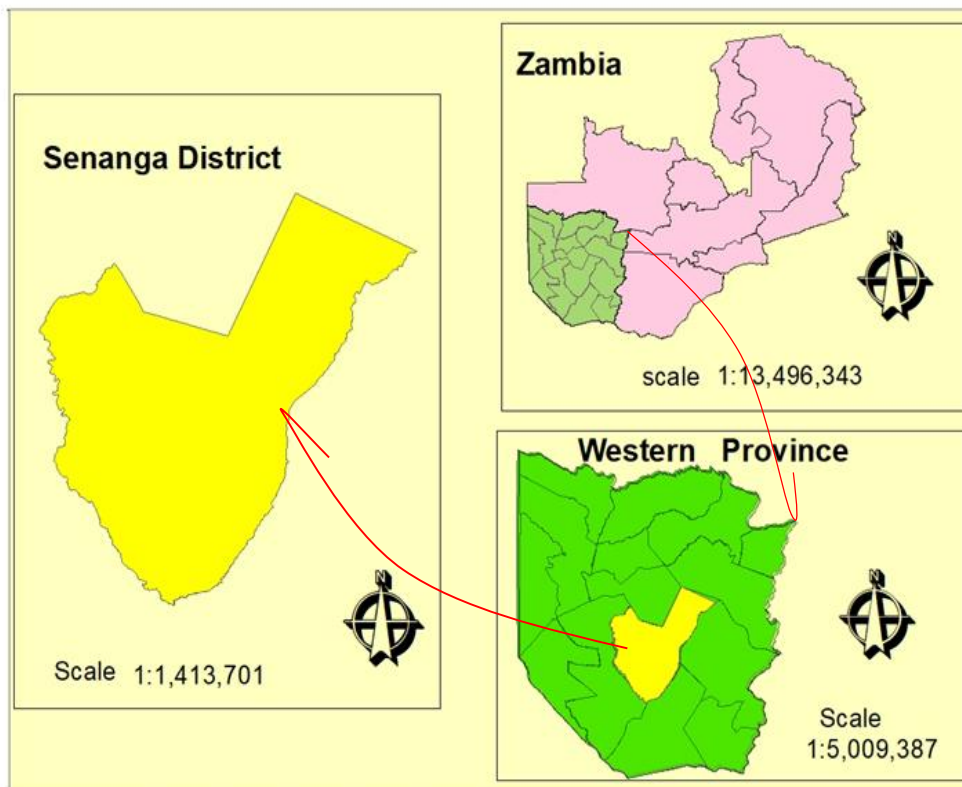 Zambia
Senanga District
N
N
scale 1:13,496,343
Western Province
N
N
Scale 1:1,413,701
Scale
1:5,009,387